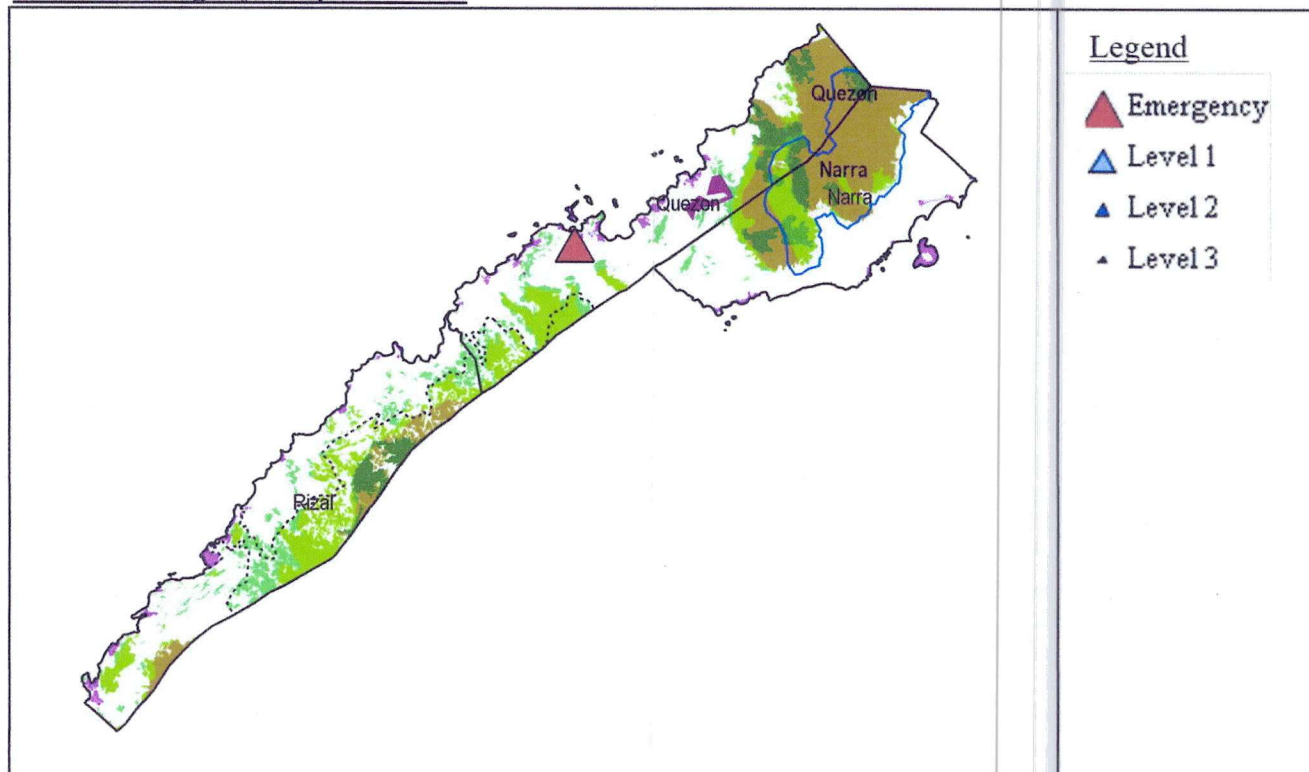 Legend
Emergency
Level 1
Level 2
Level 3
Quezon
Narra
Narra
Quezon
Rizal